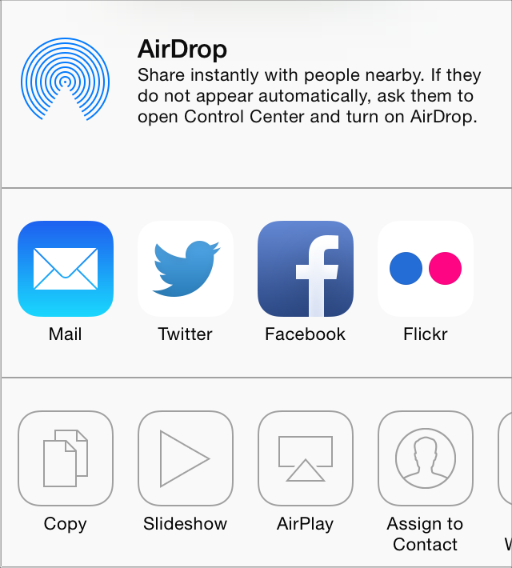 AirDrop
Share instantly with people nearby. If they
do not appear automatically, ask them to
open Control Center and turn on AirDrop.
Mail
Twitter
Facebook
Flickr
Copy
Slideshow
AirPlay
Assign to
Contact